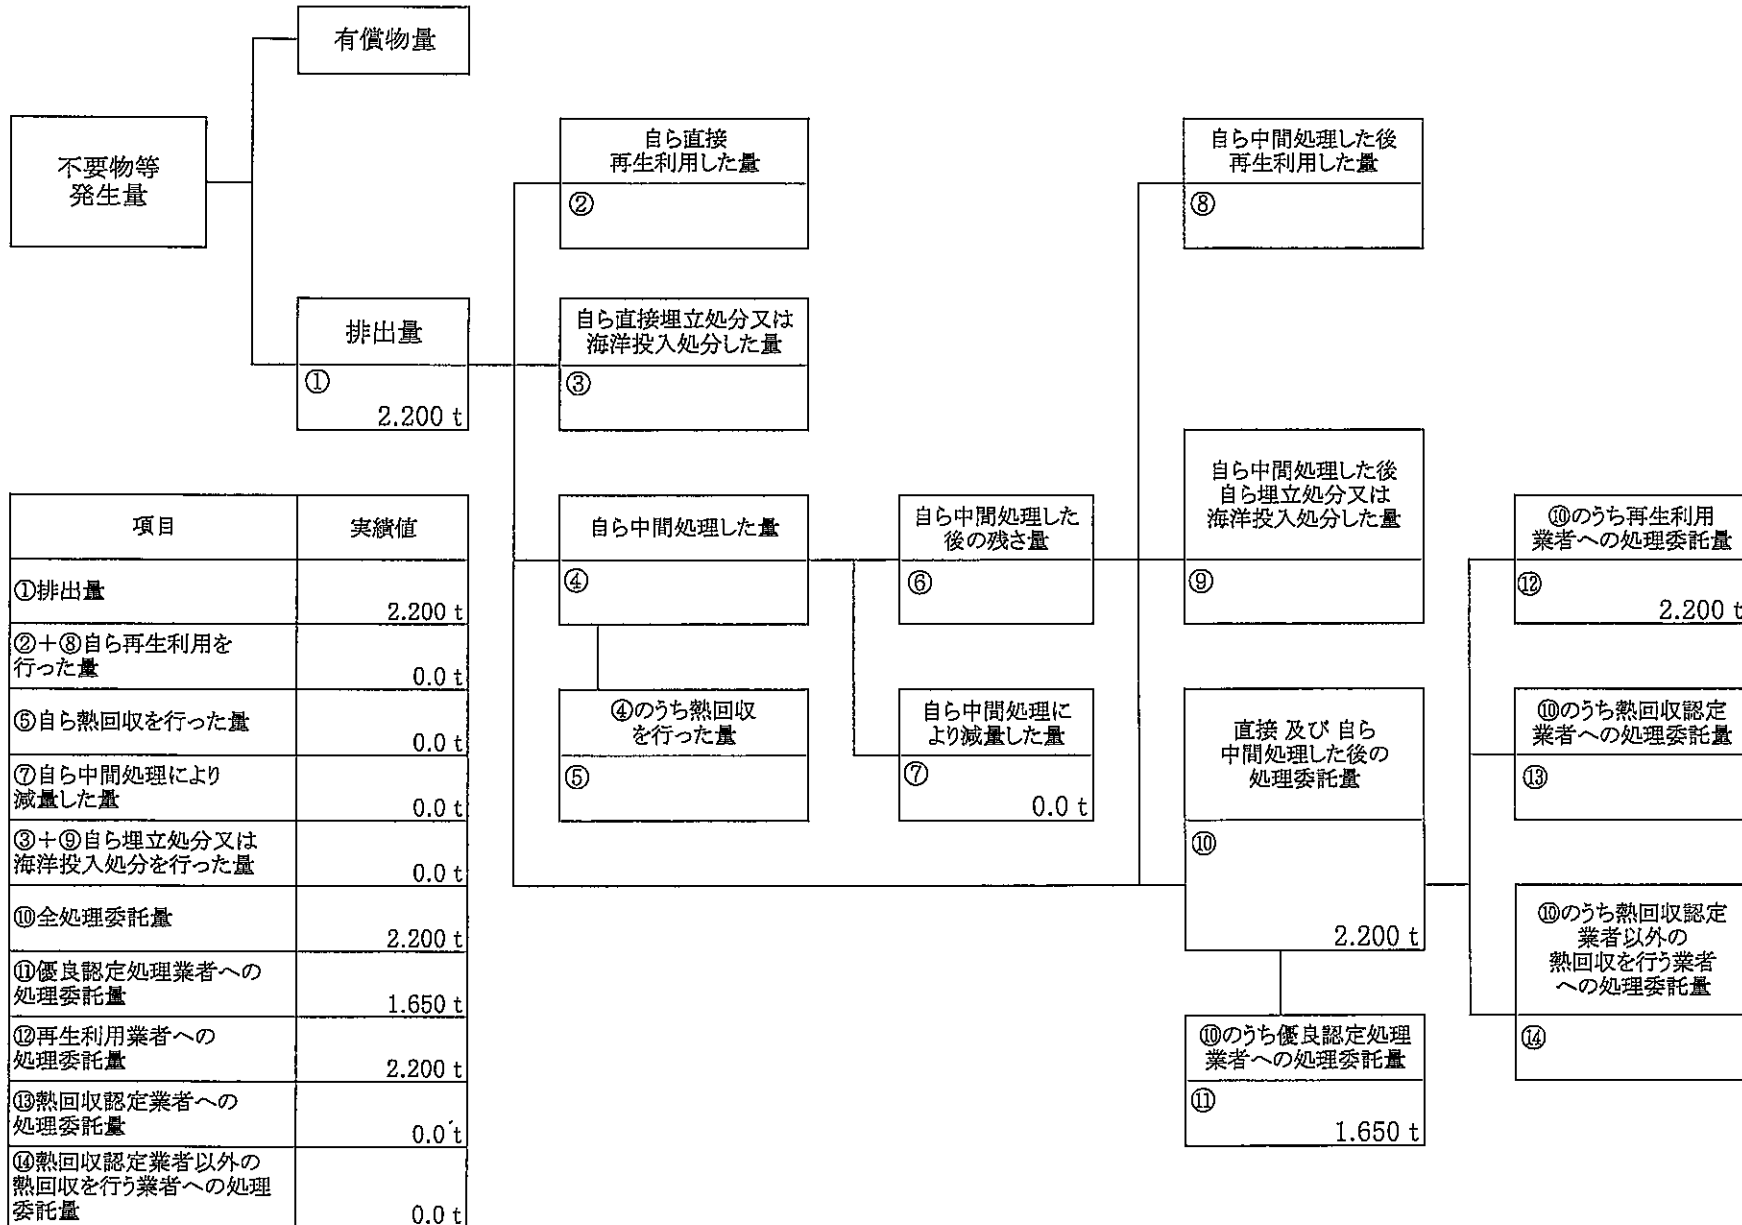 有償物量
不要物等
発生量
自ら直接
再生利用した量
②
自ら中間処理した後
再生利用した量
⑧
排出量
①
2.200 t
自ら直接埋立処分又は
海洋投入処分した量
③
自ら中間処理した量
④
自ら中間処理した
後の残さ量
⑥
自ら中間処理した後
自ら埋立処分又は
海洋投入処分した量
⑨
⑩のうち再生利用
業者への処理委託量
⑫
2.200 t
④のうち熱回収
を行った量
⑤
自ら中間処理に
より減量した量
⑦
0.0 t
直接 及び 自ら
中間処理した後の
処理委託量
⑩
2.200 t
⑩のうち熱回収認定
業者への処理委託量
⑬
⑩のうち熱回収認定
業者以外の
熱回収を行う業者
への処理委託量
⑭
⑩のうち優良認定処理
業者への処理委託量
⑪
1.650 t
項目 実績値
①排出量
2.200 t
②+⑧自ら再生利用を
行った量
0.0 t
⑤自ら熱回収を行った量
0.0 t
⑦自ら中間処理により
減量した量
0.0 t
③+⑨自ら埋立処分又は
海洋投入処分を行った量
0.0 t
⑩全処理委託量
2.200 t
⑪優良認定処理業者への
処理委託量
1.650 t
⑫再生利用業者への
処理委託量
2.200 t
⑬熱回収認定業者への
処理委託量
0.0 t
⑭熱回収認定業者以外の
熱回収を行う業者への処理
委託量
0.0 t